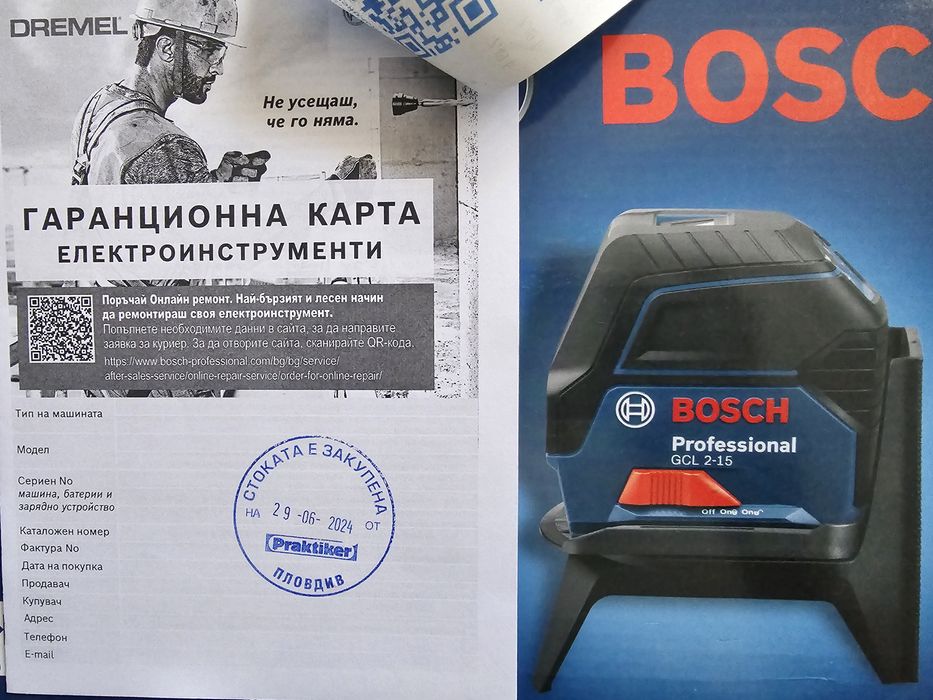 DREMEL
Не усещаш,
че го няма.
ГАРАНЦИОННА КАРТА
ЕЛЕКТРОИНСТРУМЕНТИ
Поръчай Онлайн ремонт. Най-бързият и лесен начин
да ремонтираш своя електроинструмент.
Попълнете необходимите данни в сайта, за да направите
заявка за куриер. За да отворите сайта, сканирайте QR-кода.
https://www.bosch-professional.com/bg/bg/service/
after-sales-service/online-repair-service/order-for-online-repair/
Тип на машината
Модел
Сериен No
машина, батерии и
зарядно устройство
Каталожен номер
Фактура No
Дата на покупка
Продавач
Купувач
Адрес
Телефон
E-mail
СТОКАТА Е ЗАКУПЕНА
НА 29-06-2024 ОТ
Praktiker
ПЛОВДИВ
BOSC
BOSCH
Professional
GCL 2-15
Off On On